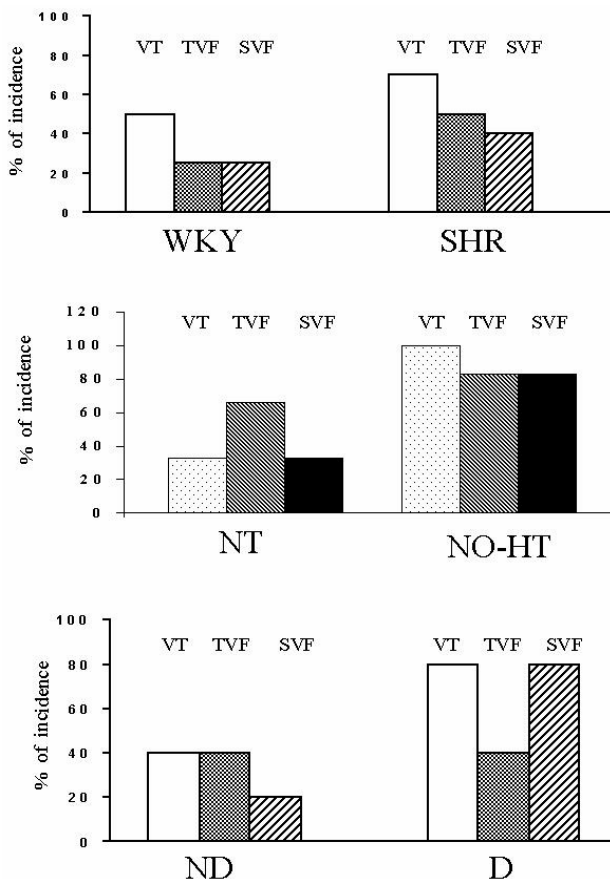 100
VT TVF SVF VT TVF SVF
80
60
40
20
0
% of incidence
WKY SHR
120
VT TVF SVF VT TVF SVF
100
80
60
40
20
0
% of incidence
NT NO-HT
100
VT TVF SVF VT TVF SVF
80
60
40
20
0
% of incidence
ND D